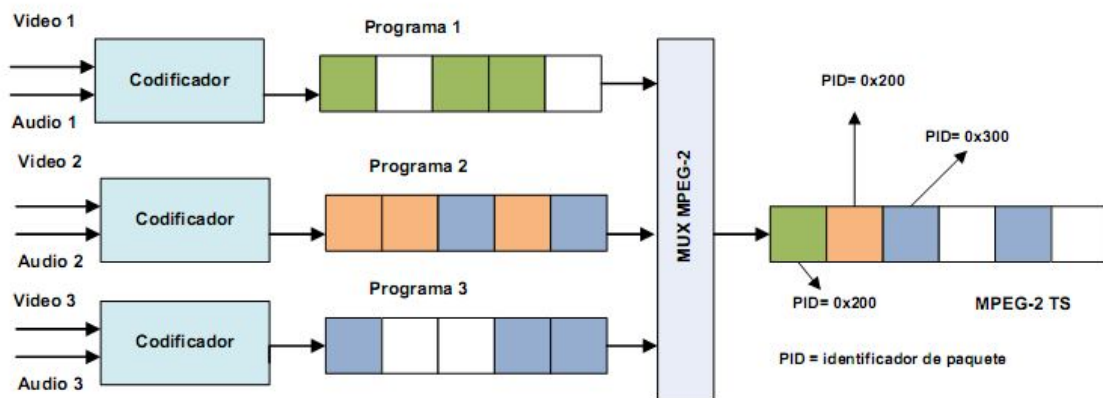 Video 1
Programa 1
Codificador
Audio 1
PID= 0x200
PID= 0x300
Video 2
Programa 2
Codificador
Audio 2
MUX MPEG-2
Video 3
Programa 3
Codificador
Audio 3
PID= 0x200
MPEG-2 TS
PID = identificador de paquete